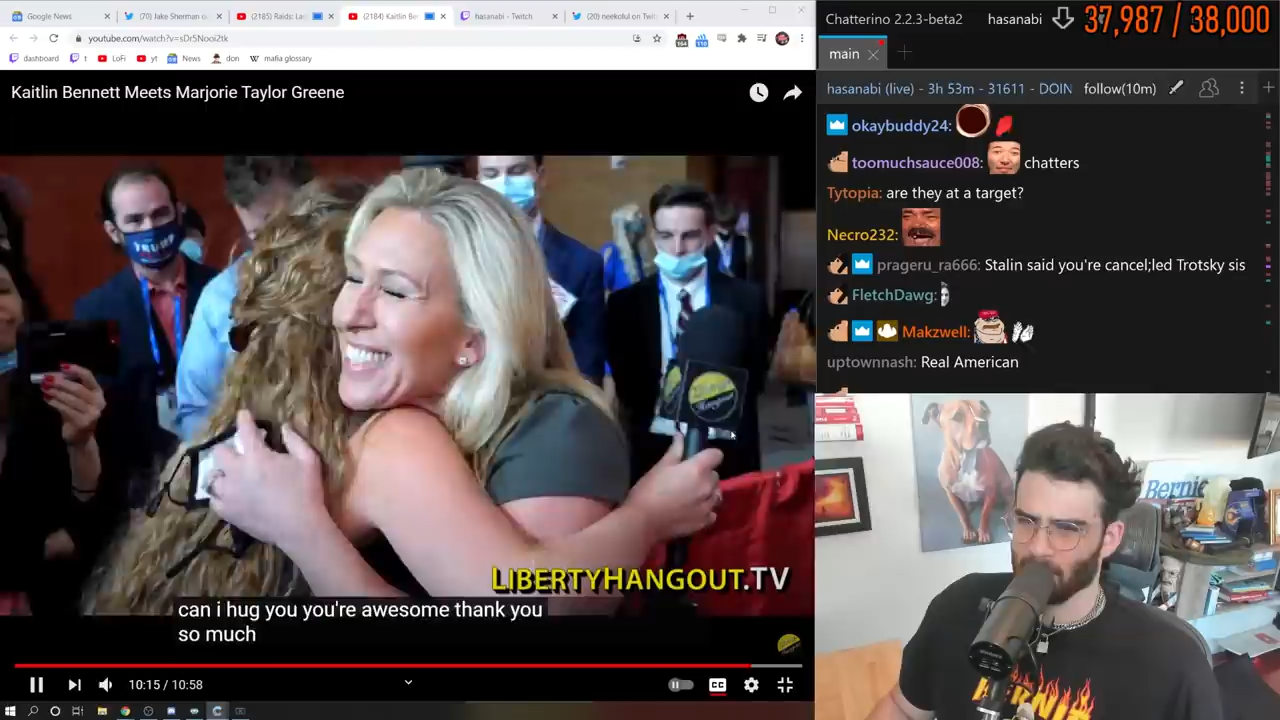 Google News
(70) Jake Sherman o
(2185) Raids: La
(2184) Kaitlin Be
hasanabi - Twitch
(20) neekolul on Twit
youtube.com/watch?v=sDr5Nooi2tk
dashboard
t
LoFi
yt
News
don
mafia glossary
Kaitlin Bennett Meets Marjorie Taylor Greene
TRUMP
LIBERTYHANGOUT.TV
can i hug you you're awesome thank you
so much
10:15 / 10:58
CC
Chatterino 2.2.3-beta2
hasanabi
37,987 / 38,000
main
hasanabi (live) - 3h 53m - 31611 - DOIN
follow(10m)
okaybuddy24:
toomuchsauce008: chatters
Tytopia: are they at a target?
Necro232:
prageru_ra666: Stalin said you're cancel;led Trotsky sis
FletchDawg:
Makzwell:
uptownnash: Real American
Bernie